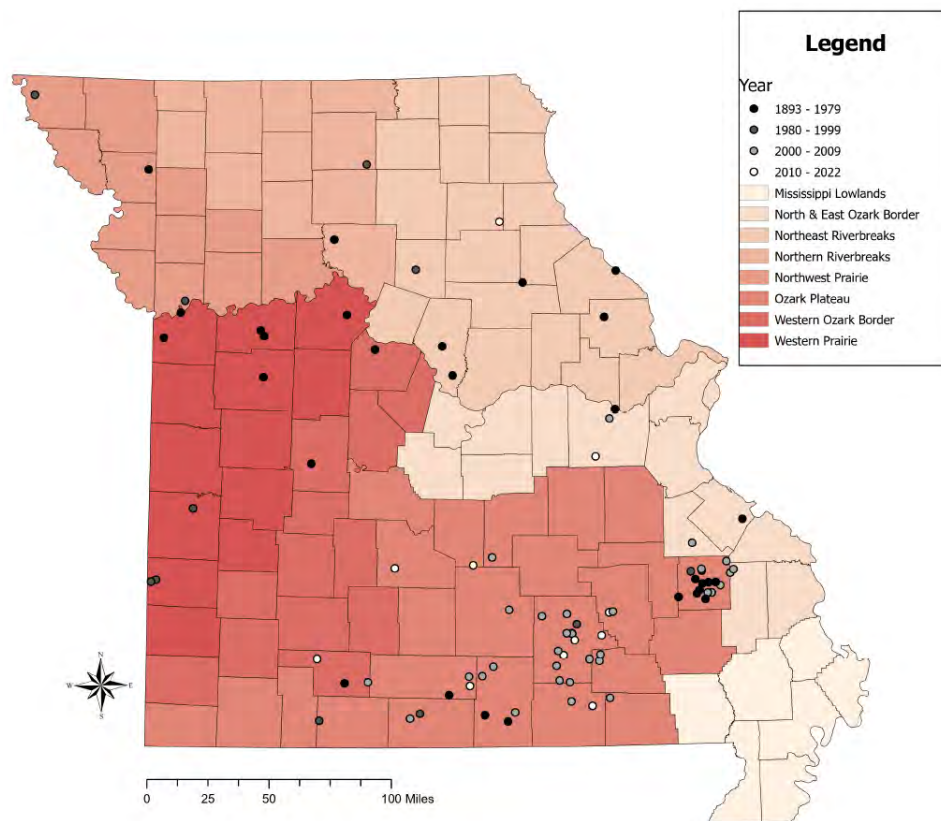 Legend
Year
1893 - 1979
1980 - 1999
2000 - 2009
2010 - 2022
Mississippi Lowlands
North & East Ozark Border
Northeast Riverbreaks
Northern Riverbreaks
Northwest Prairie
Ozark Plateau
Western Ozark Border
Western Prairie
N
W E
S
0 25 50 100 Miles